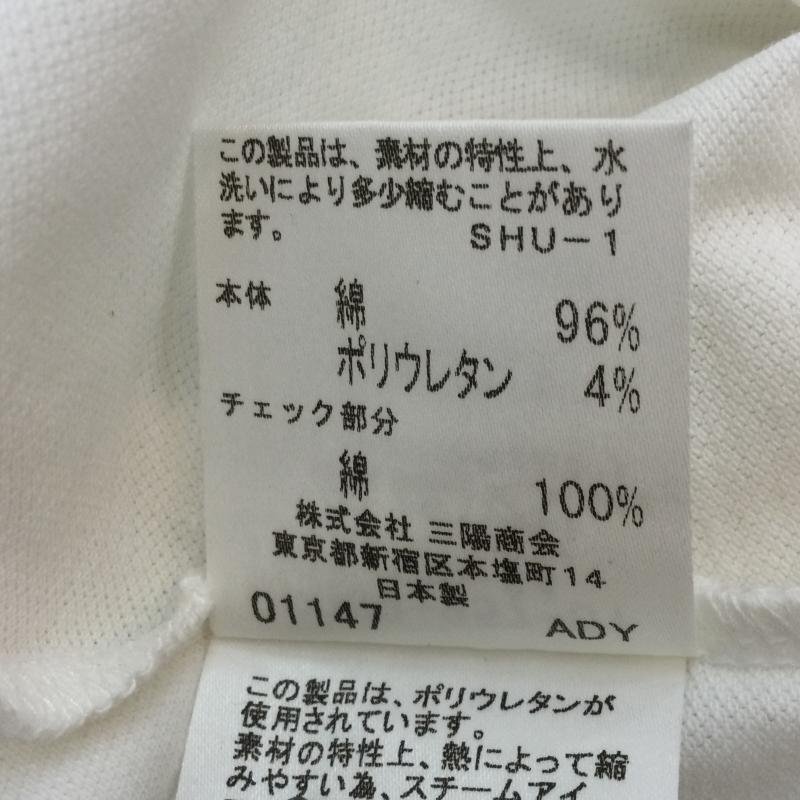 この製品は、素材の特性上、水
洗いにより多少縮むことがあり
ます。 SHU-1
本体 綿 96%
ポリウレタン 4%
チェック部分
綿 100%
株式会社 三陽商会
東京都新宿区本塩町14
日本製
01147 ADY
この製品は、ポリウレタンが
使用されています。
素材の特性上、熱によって縮
みやすい為、スチームアイ